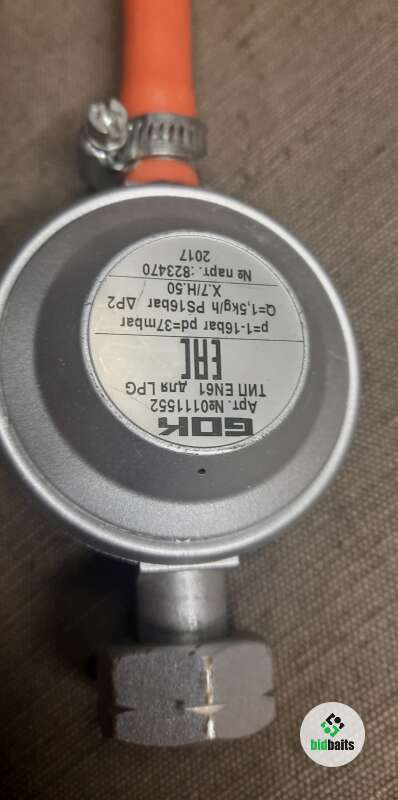 GOK
Арт. №0111552
ТИП EN61 для LPG
EAC
p=1-16bar pd=37mbar
Q=1,5kg/h PS16bar ΔP2
X.7/H.50
№ парт.:823470
2017
bidbaits